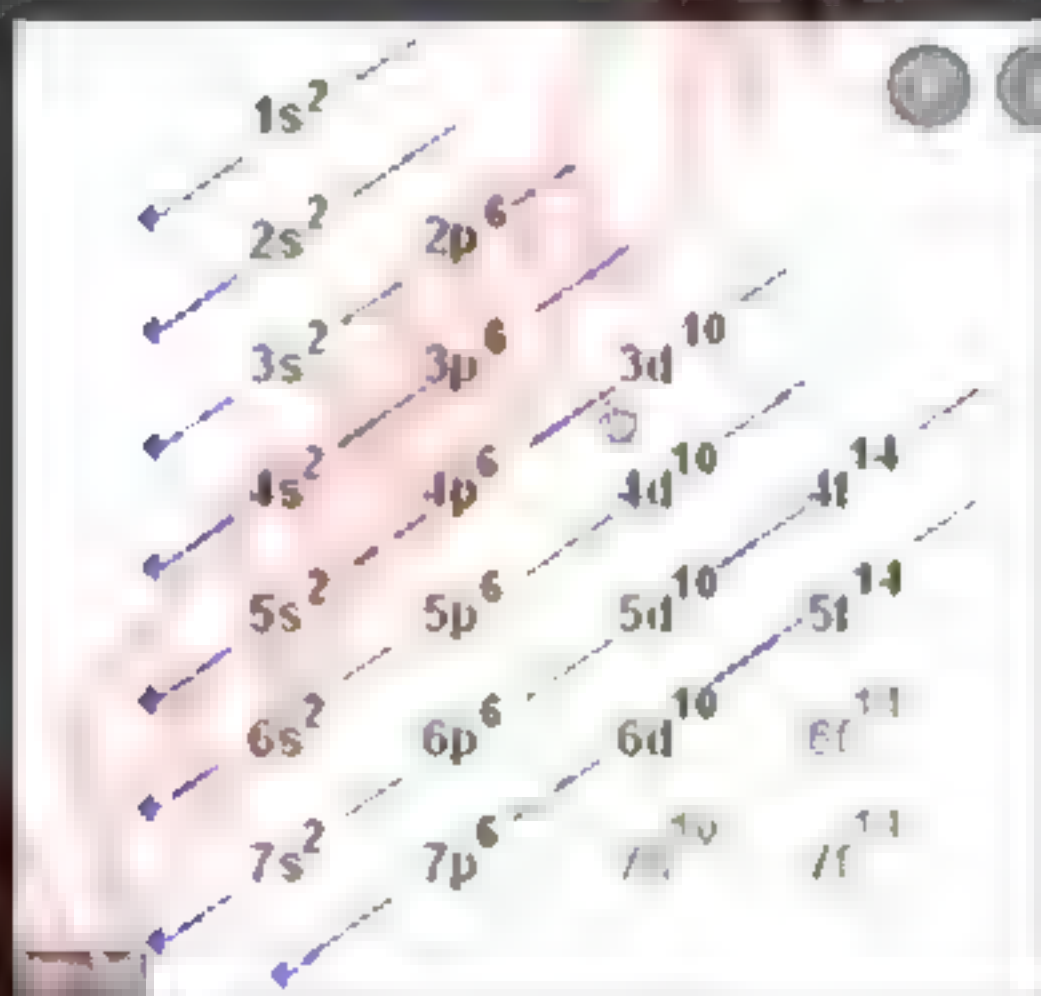 1s²
2s² 2p⁶
3s² 3p⁶ 3d¹⁰
4s² 4p⁶ 4d¹⁰ 4f¹⁴
5s² 5p⁶ 5d¹⁰ 5f¹⁴
6s² 6p⁶ 6d¹⁰
7s² 7p⁶